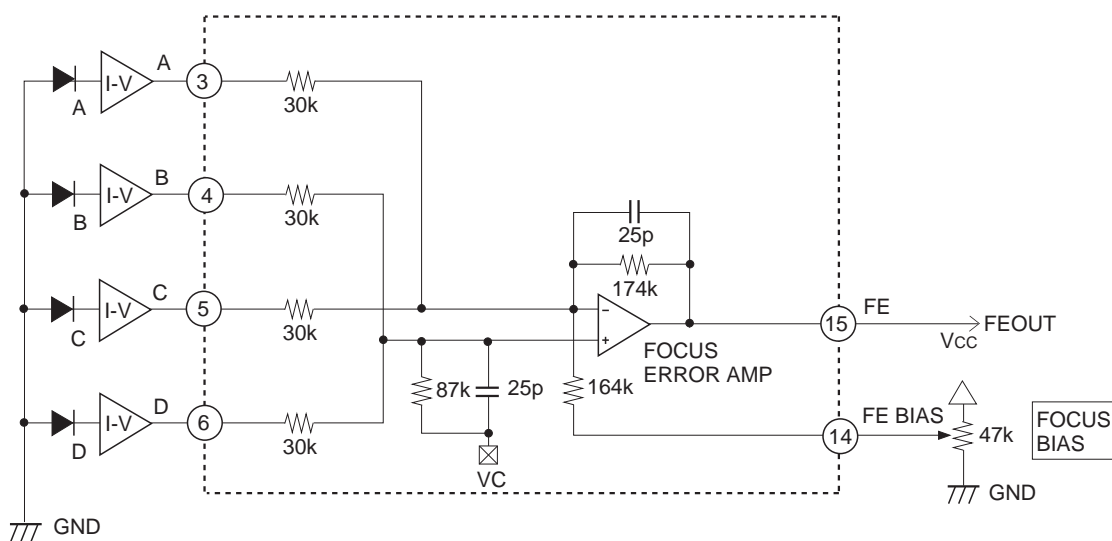 A
I-V
3
30k
A
B
I-V
4
30k
B
25p
174k
C
I-V
5
30k
C
−
+
FOCUS
ERROR AMP
15
FE
FEOUT
VCC
87k
25p
164k
D
I-V
6
30k
D
VC
14
FE BIAS
47k
FOCUS
BIAS
GND
GND